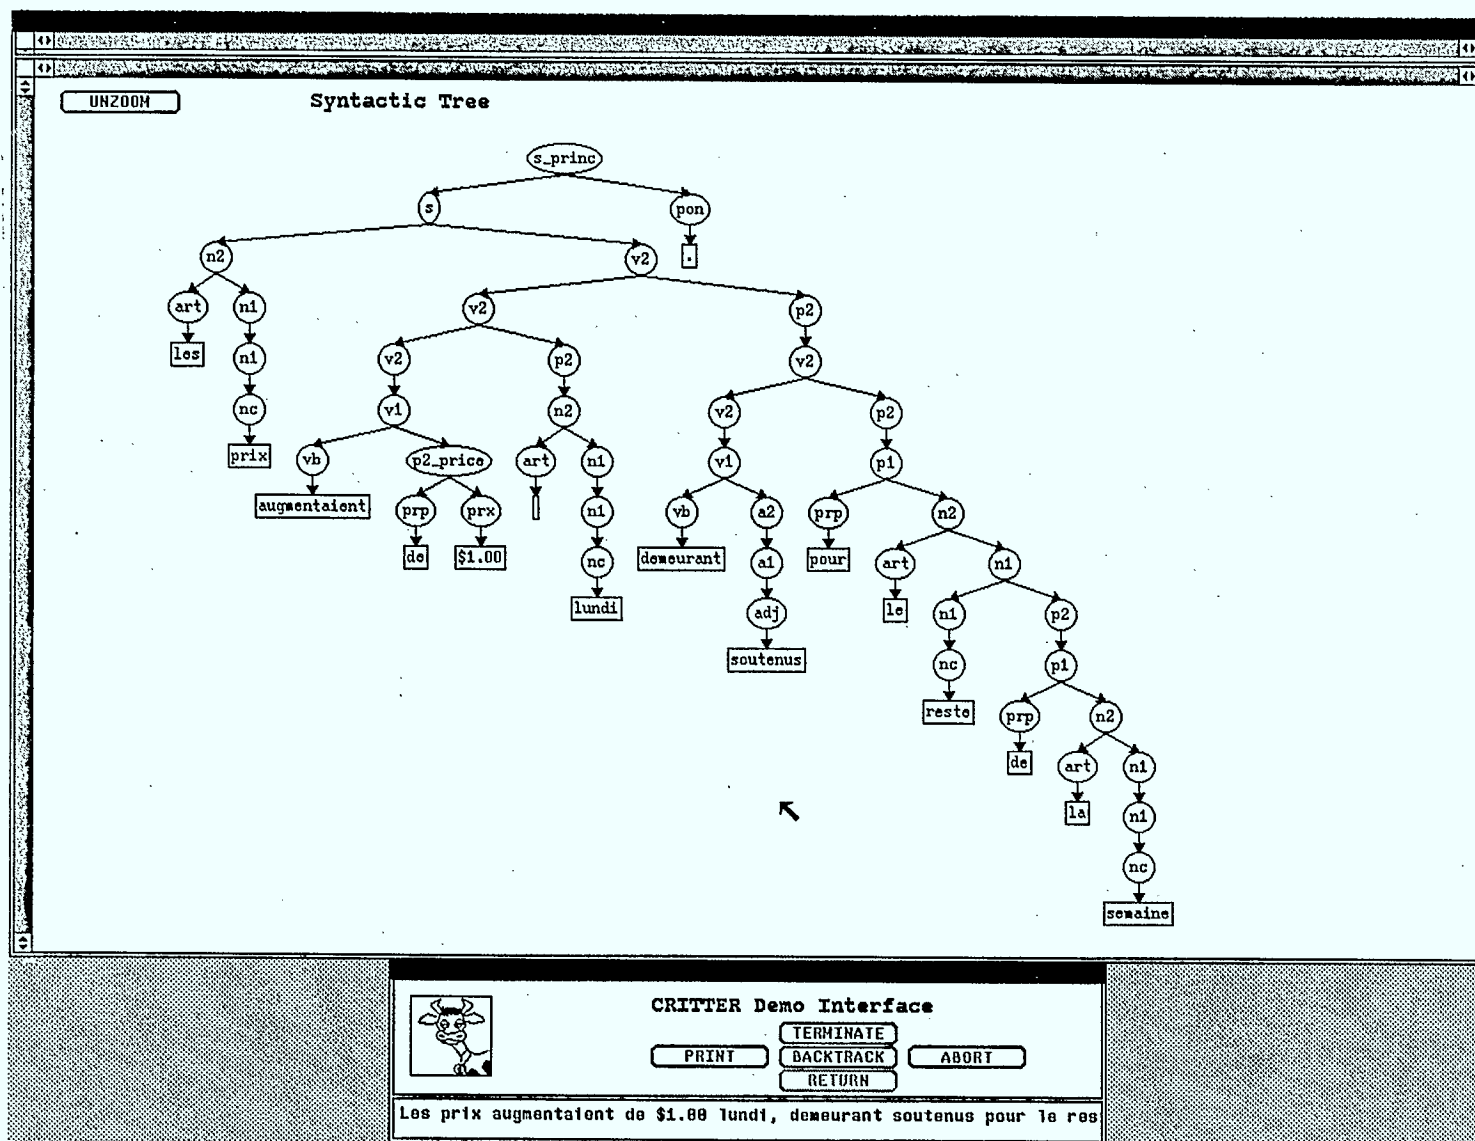 UNZOOM Syntactic Tree
s_princ
s pon
n2 v2 .
art n1 v2 p2
les n1 v2 p2 v2
nc v1 n2 v2 p2
prix vb p2_price art n1 v1 p1
augmentaient prp prx n1 vb a2 prp n2
de $1.00 nc demeurant a1 pour art n1
lundi adj le n1 p2
soutenus nc p1
reste prp n2
de art n1
la n1
nc
semaine
CRITTER Demo Interface
TERMINATE
PRINT BACKTRACK ABORT
RETURN
Les prix augmentaient de $1.00 lundi, demeurant soutenus pour le res